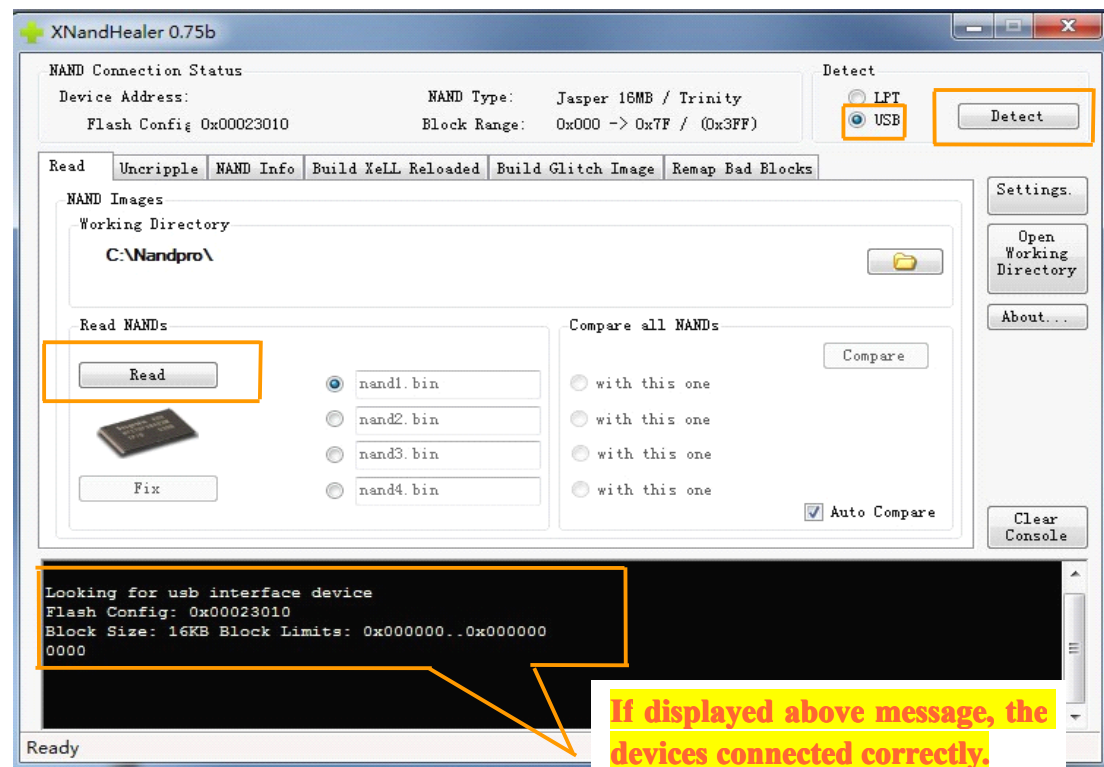 XNandHealer 0.75b
NAND Connection Status
Device Address:
Flash Config 0x00023010
NAND Type: Jasper 16MB / Trinity
Block Range: 0x000 -> 0x7F / (0x3FF)
Detect
LPT
USB
Detect
Read
Uncripple
NAND Info
Build XeLL Reloaded
Build Glitch Image
Remap Bad Blocks
NAND Images
Working Directory
C:\Nandpro\
Settings.
Open
Working
Directory
About...
Read NANDs
Read
Fix
nand1.bin
nand2.bin
nand3.bin
nand4.bin
Compare all NANDs
Compare
with this one
with this one
with this one
with this one
Auto Compare
Clear
Console
Looking for usb interface device
Flash Config: 0x00023010
Block Size: 16KB Block Limits: 0x000000..0x000000
0000
If displayed above message, the
devices connected correctly.
Ready